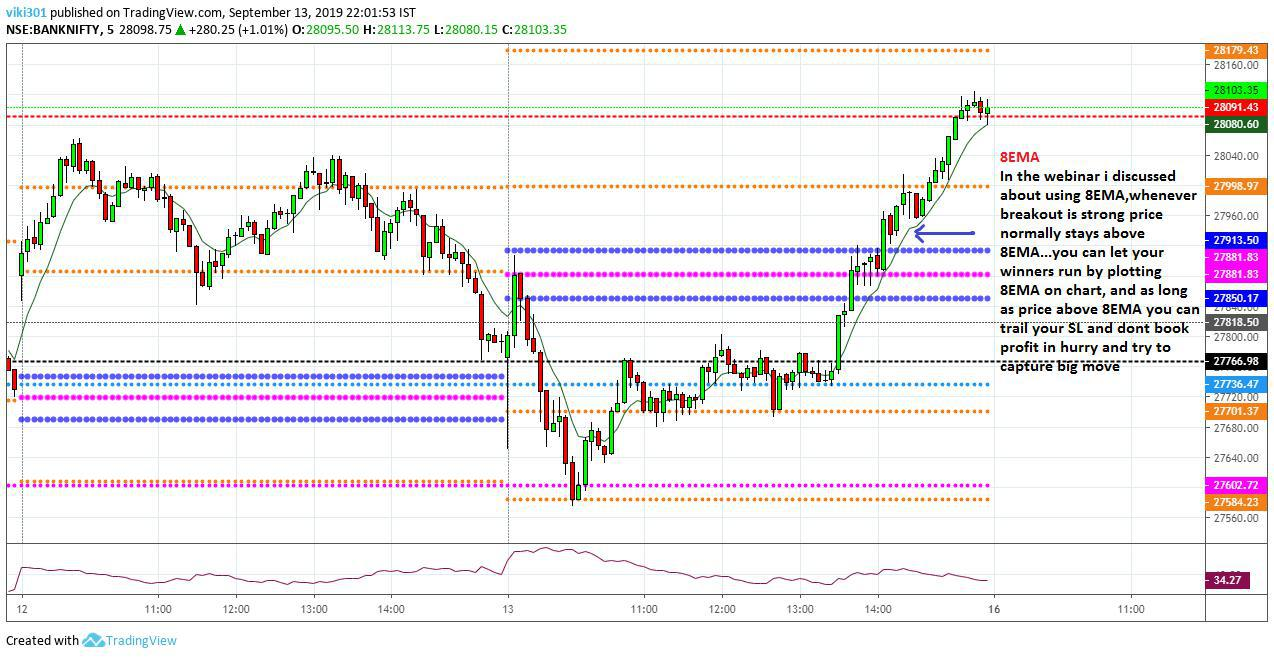 viki301 published on TradingView.com, September 13, 2019 22:01:53 IST
NSE:BANKNIFTY, 5 28098.75 ▲ +280.25 (+1.01%) O:28095.50 H:28113.75 L:28080.15 C:28103.35
28179.43
28160.00
28103.35
28091.43
28080.60
28040.00
27998.97
27960.00
27913.50
27881.83
27881.83
27850.17
27840.00
27818.50
27800.00
27766.98
27736.47
27720.00
27701.37
27680.00
27640.00
27602.72
27584.23
27560.00
8EMA
In the webinar i discussed
about using 8EMA,whenever
breakout is strong price
normally stays above
8EMA...you can let your
winners run by plotting
8EMA on chart, and as long
as price above 8EMA you can
trail your SL and dont book
profit in hurry and try to
capture big move
34.27
12 11:00 12:00 13:00 14:00 13 11:00 12:00 13:00 14:00 16 11:00
Created with TradingView